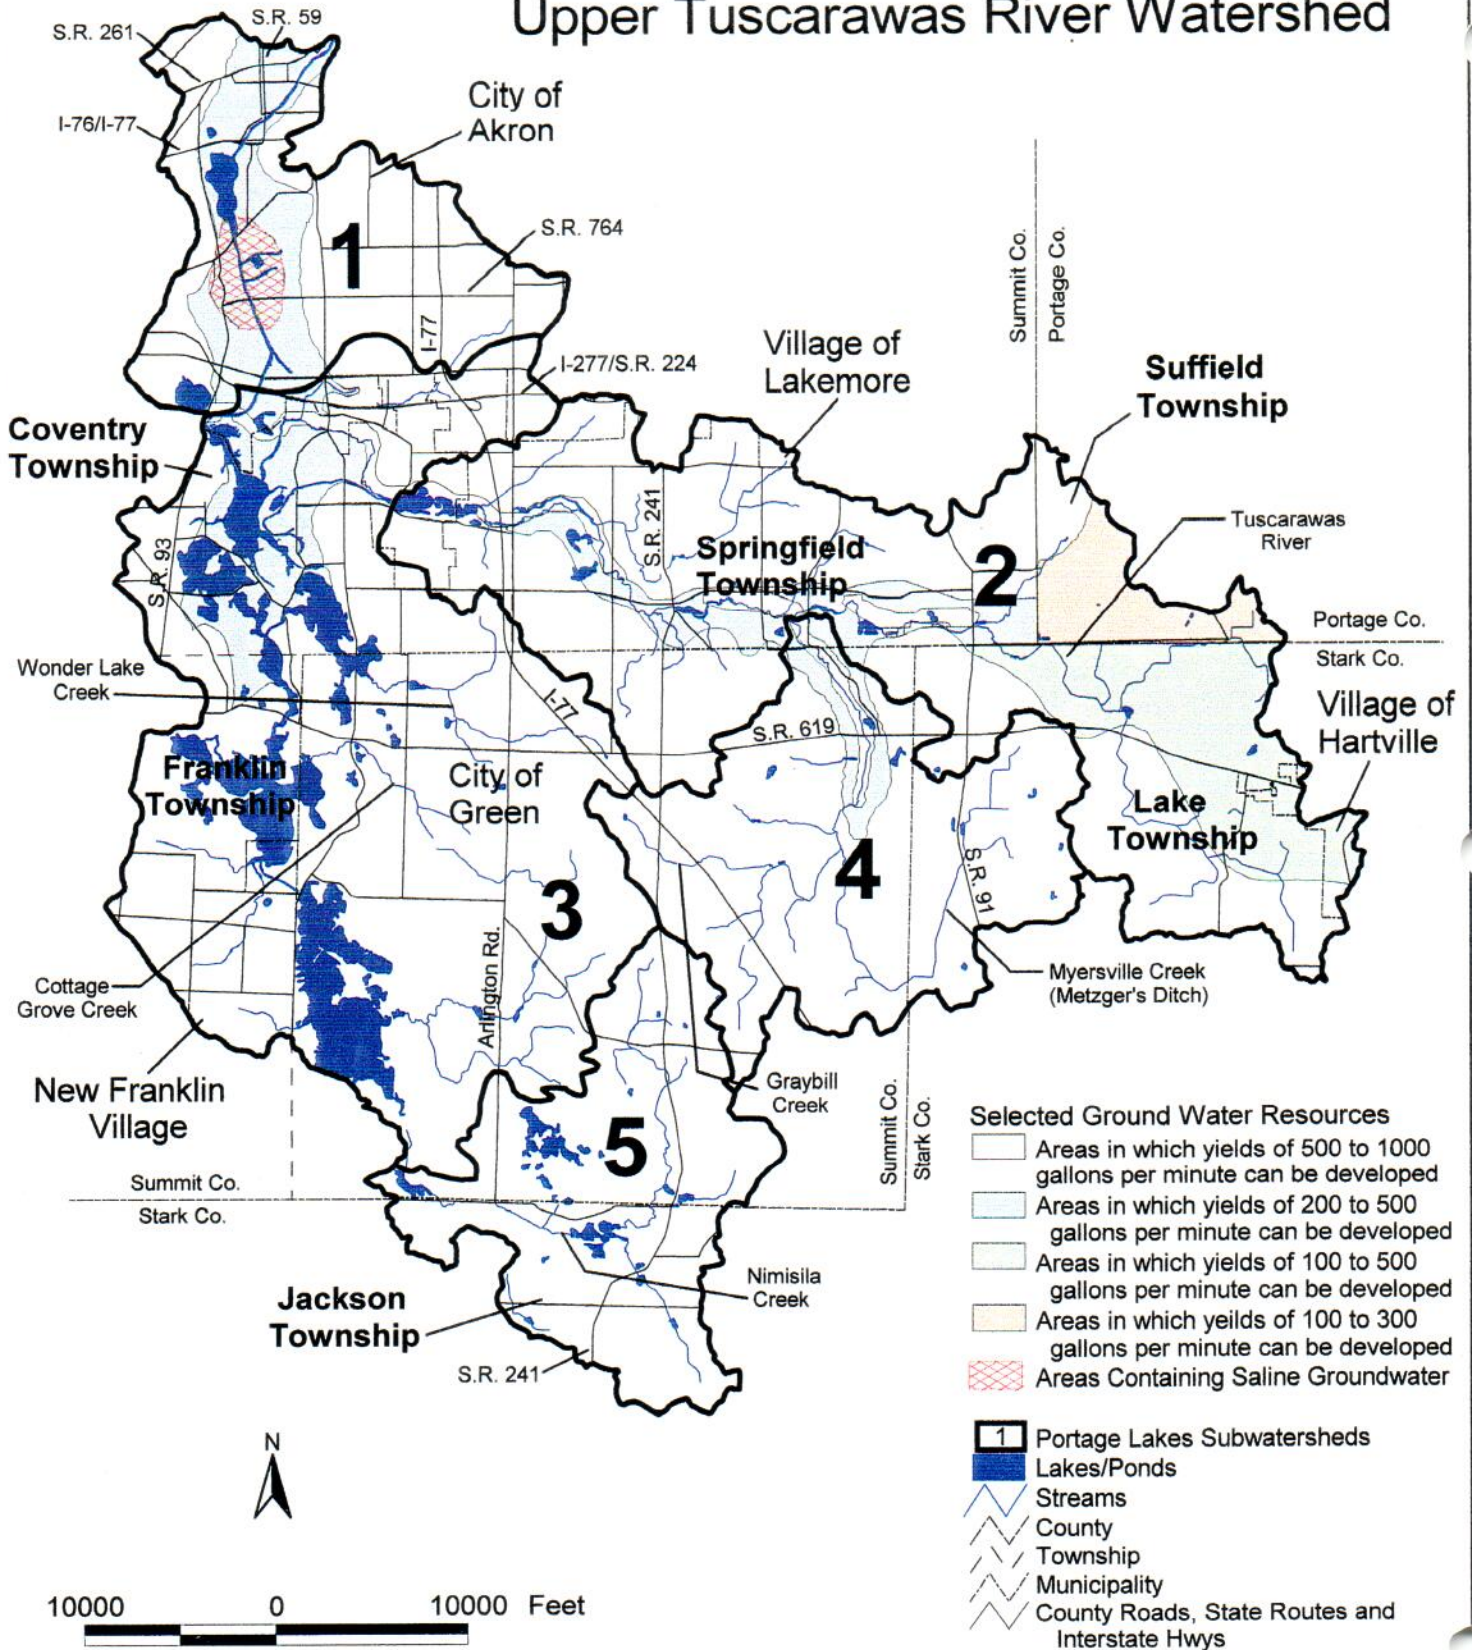 Upper Tuscarawas River Watershed
S.R. 261
S.R. 59
I-76/I-77
City of
Akron
1
S.R. 764
I-77
I-277/S.R. 224
Summit Co.
Portage Co.
Village of
Lakemore
Suffield
Township
Coventry
Township
S.R. 93
S.R. 241
Springfield
Township
2
Tuscarawas
River
Portage Co.
Stark Co.
Wonder Lake
Creek
I-77
S.R. 619
Village of
Hartville
Franklin
Township
City of
Green
Lake
Township
3
4
S.R. 91
Arlington Rd.
Cottage
Grove Creek
Myersville Creek
(Metzger's Ditch)
New Franklin
Village
Graybill
Creek
5
Summit Co.
Stark Co.
Summit Co.
Stark Co.
Nimisila
Creek
Jackson
Township
S.R. 241
Selected Ground Water Resources
Areas in which yields of 500 to 1000
gallons per minute can be developed
Areas in which yields of 200 to 500
gallons per minute can be developed
Areas in which yields of 100 to 500
gallons per minute can be developed
Areas in which yeilds of 100 to 300
gallons per minute can be developed
Areas Containing Saline Groundwater
1 Portage Lakes Subwatersheds
Lakes/Ponds
Streams
County
Township
Municipality
County Roads, State Routes and
Interstate Hwys
N
10000 0 10000 Feet